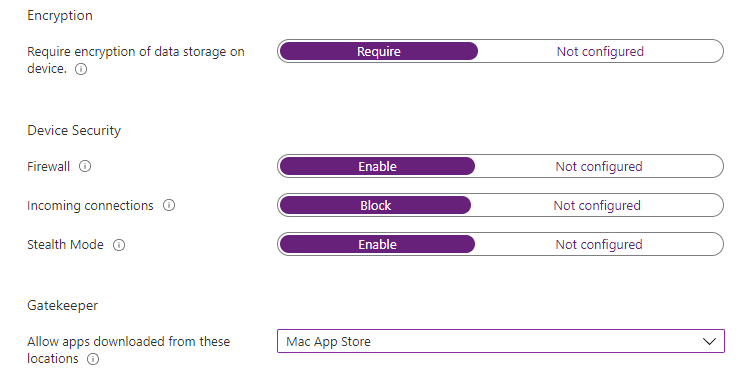 Encryption
Require encryption of data storage on
device.
Require
Not configured
Device Security
Firewall
Enable
Not configured
Incoming connections
Block
Not configured
Stealth Mode
Enable
Not configured
Gatekeeper
Allow apps downloaded from these
locations
Mac App Store